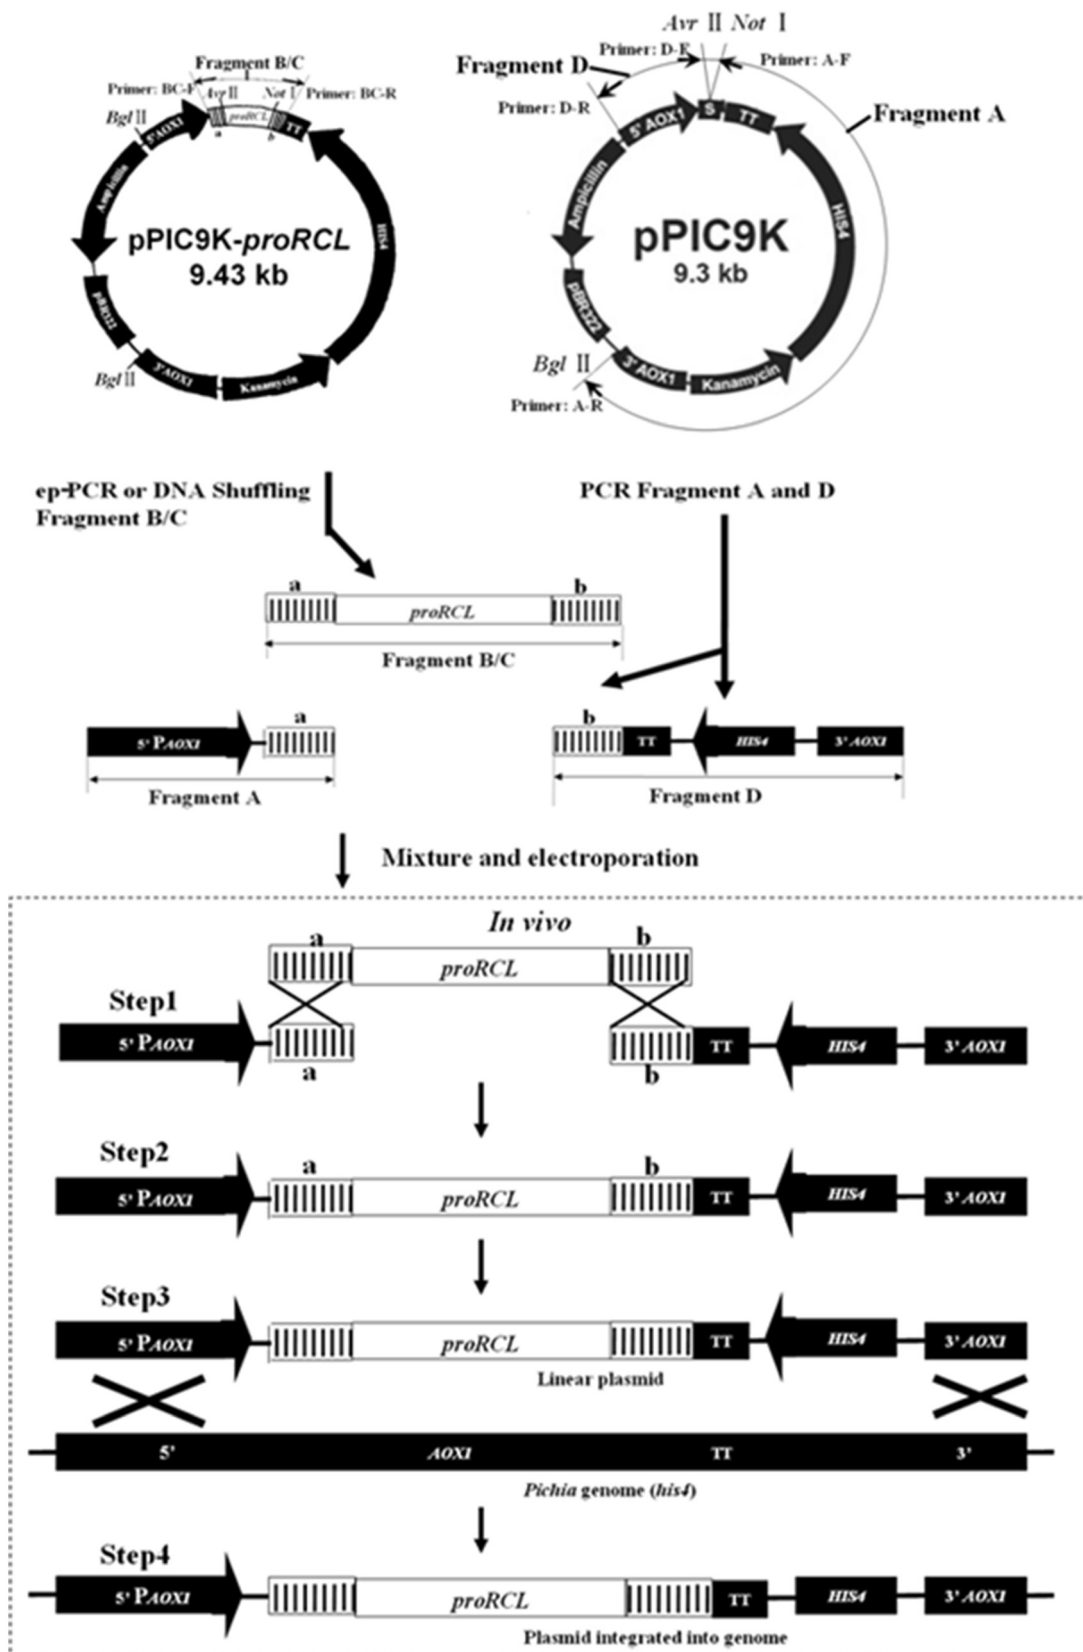 Fragment B/C
Primer: BC-F
Avr II
Not I
Primer: BC-R
Bgl II
5'AOX1
a
proRCL
b
TT
Ampicillin
HIS4
pPIC9K-proRCL
9.43 kb
pBR322
Bgl II
3'AOX1
Kanamycin
Avr II Not I
Fragment D
Primer: D-F
Primer: A-F
Primer: D-R
Fragment A
5' AOX1
S
TT
Ampicillin
HIS4
pPIC9K
9.3 kb
pBR322
Bgl II
3' AOX1
Kanamycin
Primer: A-R
ep-PCR or DNA Shuffling
Fragment B/C
PCR Fragment A and D
a
b
proRCL
Fragment B/C
a
b
5' PAOX1
TT
HIS4
3' AOX1
Fragment A
Fragment D
Mixture and electroporation
In vivo
a
b
proRCL
Step1
5' PAOX1
TT
HIS4
3' AOX1
a
b
Step2
a
b
5' PAOX1
proRCL
TT
HIS4
3' AOX1
Step3
5' PAOX1
proRCL
TT
HIS4
3' AOX1
Linear plasmid
5'
AOX1
TT
3'
Pichia genome (his4)
Step4
5' PAOX1
proRCL
TT
HIS4
3' AOX1
Plasmid integrated into genome